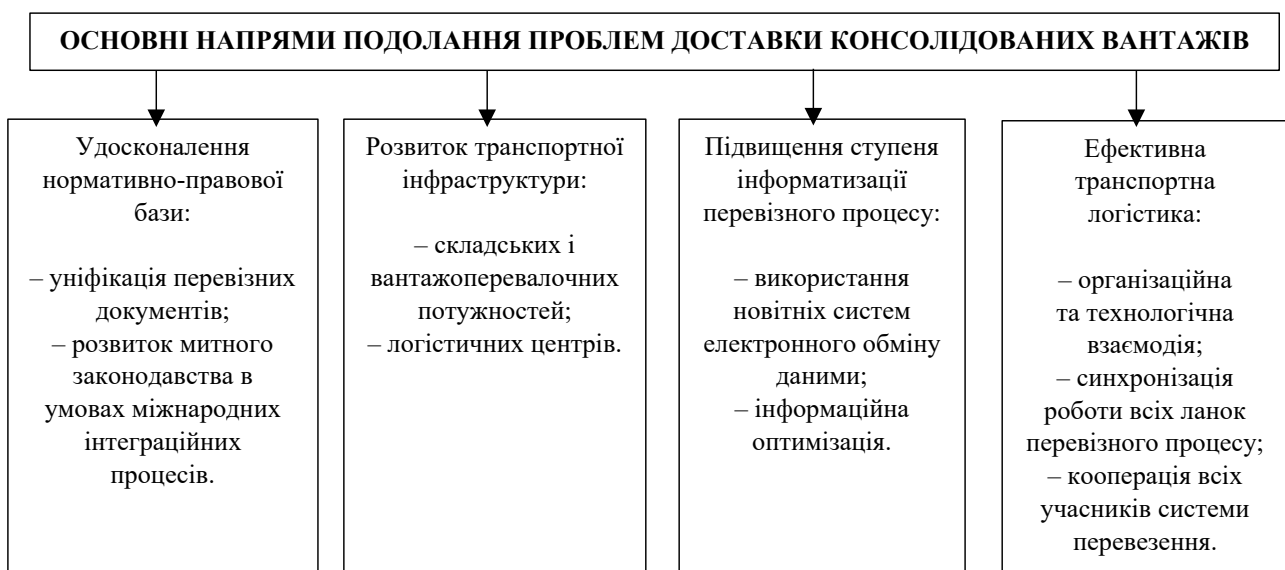 ОСНОВНІ НАПРЯМИ ПОДОЛАННЯ ПРОБЛЕМ ДОСТАВКИ КОНСОЛІДОВАНИХ ВАНТАЖІВ
Удосконалення
нормативно-правової
бази:
– уніфікація перевізних
документів;
– розвиток митного
законодавства в
умовах міжнародних
інтеграційних
процесів.
Розвиток транспортної
інфраструктури:
– складських і
вантажоперевалочних
потужностей;
– логістичних центрів.
Підвищення ступеня
інформатизації
перевізного процесу:
– використання
новітніх систем
електронного обміну
даними;
– інформаційна
оптимізація.
Ефективна
транспортна
логістика:
– організаційна
та технологічна
взаємодія;
– синхронізація
роботи всіх ланок
перевізного процесу;
– кооперація всіх
учасників системи
перевезення.